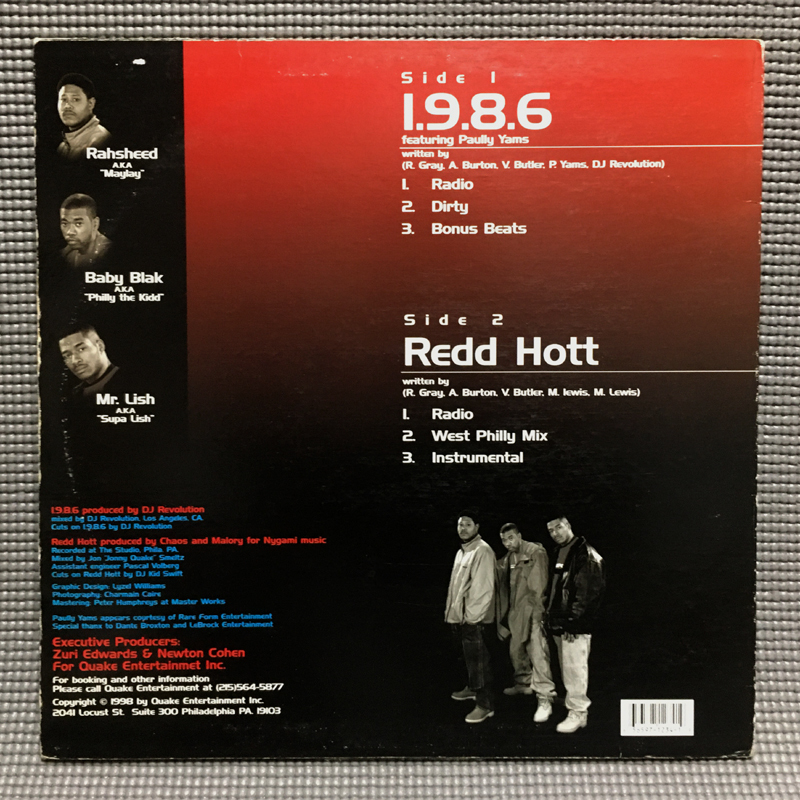 Rahsheed
A.K.A
"Maylay"
Baby Blak
A.K.A
"Philly the Kidd"
Mr. Lish
A.K.A
"Supa Lish"
Side 1
1.9.8.6
featuring Paully Yams
written by
(R. Gray, A. Burton, V. Butler, P. Yams, DJ Revolution)
1. Radio
2. Dirty
3. Bonus Beats
Side 2
Redd Hott
written by
(R. Gray, A. Burton, V. Butler, M. lewis, M. Lewis)
1. Radio
2. West Philly Mix
3. Instrumental
1.9.8.6 produced by DJ Revolution
mixed by DJ Revolution, Los Angeles, CA.
Cuts on 1.9.8.6 by DJ Revolution
Redd Hott produced by Chaos and Malory for Nygami music
Recorded at The Studio, Phila. PA.
Mixed by Jon "Jonny Quake" Smeltz
Assistant engineer Pascal Volberg
Cuts on Redd Hott by DJ Kid Swift
Graphic Design: Lyzel Williams
Photography: Charmain Caire
Mastering: Peter Humphreys at Master Works
Paully Yams appears courtesy of Rare Form Entertainment
Special thanx to Dante Broxton and LeBrock Entertainment
Executive Producers:
Zuri Edwards & Newton Cohen
For Quake Entertainmet Inc.
For booking and other information
Please call Quake Entertainment at (215)564-5877
Copyright © 1998 by Quake Entertainment Inc.
2041 Locust St. Suite 300 Philadelphia PA. 19103